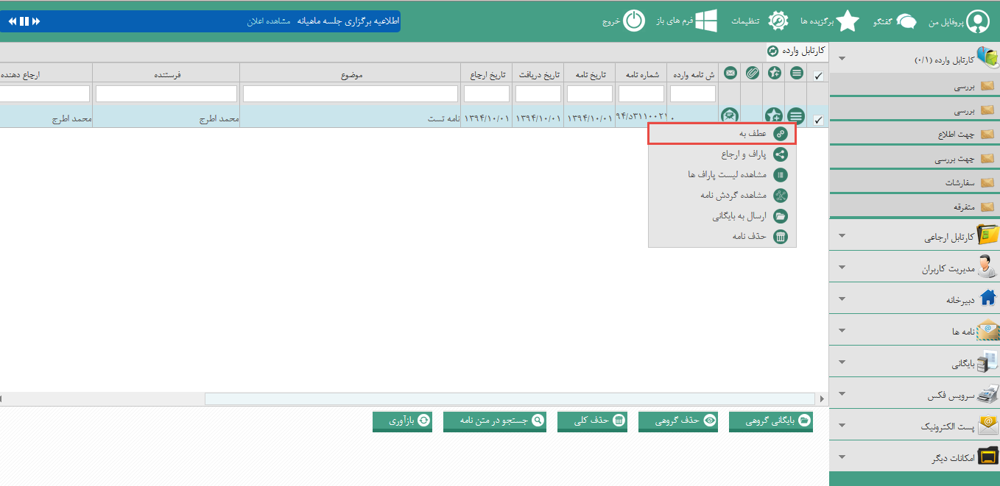 پروفایل من
گفتگو
برگزیده ها
تنظیمات
فرم های باز
خروج
اطلاعیه برگزاری جلسه ماهیانه مشاهده اعلان
کارتابل وارده (۰/۱)
بررسی
بررسی
جهت اطلاع
جهت بررسی
سفارشات
متفرقه
کارتابل ارجاعی
مدیریت کاربران
دبیرخانه
نامه ها
بایگانی
سرویس فکس
پست الکترونیک
امکانات دیگر
کارتابل وارده
ش نامه وارده شماره نامه تاریخ نامه تاریخ دریافت تاریخ ارجاع موضوع فرستنده ارجاع دهنده
۰ ۹۴/د۳۱۱۰۰۲۱ ۱۳۹۴/۱۰/۰۱ ۱۳۹۴/۱۰/۰۱ ۱۳۹۴/۱۰/۰۱ نامه تست محمد اطرج محمد اطرج
عطف به
پاراف و ارجاع
مشاهده لیست پاراف ها
مشاهده گردش نامه
ارسال به بایگانی
حذف نامه
بایگانی گروهی
حذف گروهی
حذف کلی
جستجو در متن نامه
بازآوری